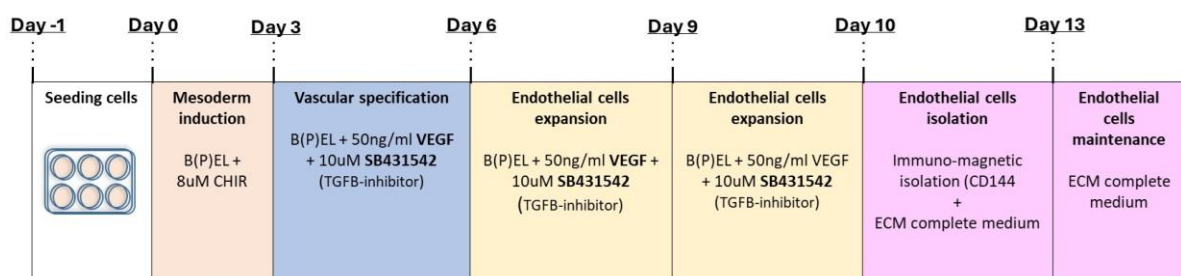 Day -1
Day 0
Day 3
Day 6
Day 9
Day 10
Day 13
Seeding cells
Mesoderm
induction
B(P)EL +
8uM CHIR
Vascular specification
B(P)EL + 50ng/ml VEGF
+ 10uM SB431542
(TGFB-inhibitor)
Endothelial cells
expansion
B(P)EL + 50ng/ml VEGF +
10uM SB431542
(TGFB-inhibitor)
Endothelial cells
expansion
B(P)EL + 50ng/ml VEGF
+ 10uM SB431542
(TGFB-inhibitor)
Endothelial cells
isolation
Immuno-magnetic
isolation (CD144
+
ECM complete medium
Endothelial
cells
maintenance
ECM complete
medium